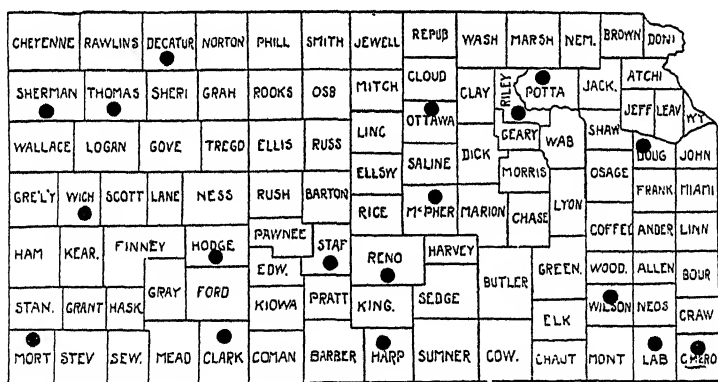 CHEYENNE RAWLINS DECATUR NORTON PHILL SMITH JEWELL REPUB WASH MARSH NEM. BROWN DONI
SHERMAN THOMAS SHERI GRAH ROOKS OSB MITCH CLOUD CLAY RILEY POTTA JACK. ATCHI
JEFF LEAV WY
WALLACE LOGAN GOVE TREGO ELLIS RUSS LINC OTTAWA GEARY WAB SHAW DOUG JOHN
GRE'L'Y WICH SCOTT LANE NESS RUSH BARTON ELLSW SALINE DICK MORRIS OSAGE FRANK MIAMI
RICE McPHER MARION CHASE LYON
HAM KEAR. FINNEY HODGE PAWNEE STAF RENO HARVEY COFFEE ANDER LINN
EDW.
STAN. GRANT HASK. GRAY FORD KIOWA PRATT KING. SEDGE BUTLER GREEN. WOOD. ALLEN BOUR
ELK WILSON NEOS CRAW
MORT STEV SEW. MEAD CLARK COMAN BARBER HARP SUMNER COW. CHAUT MONT LAB CHERO